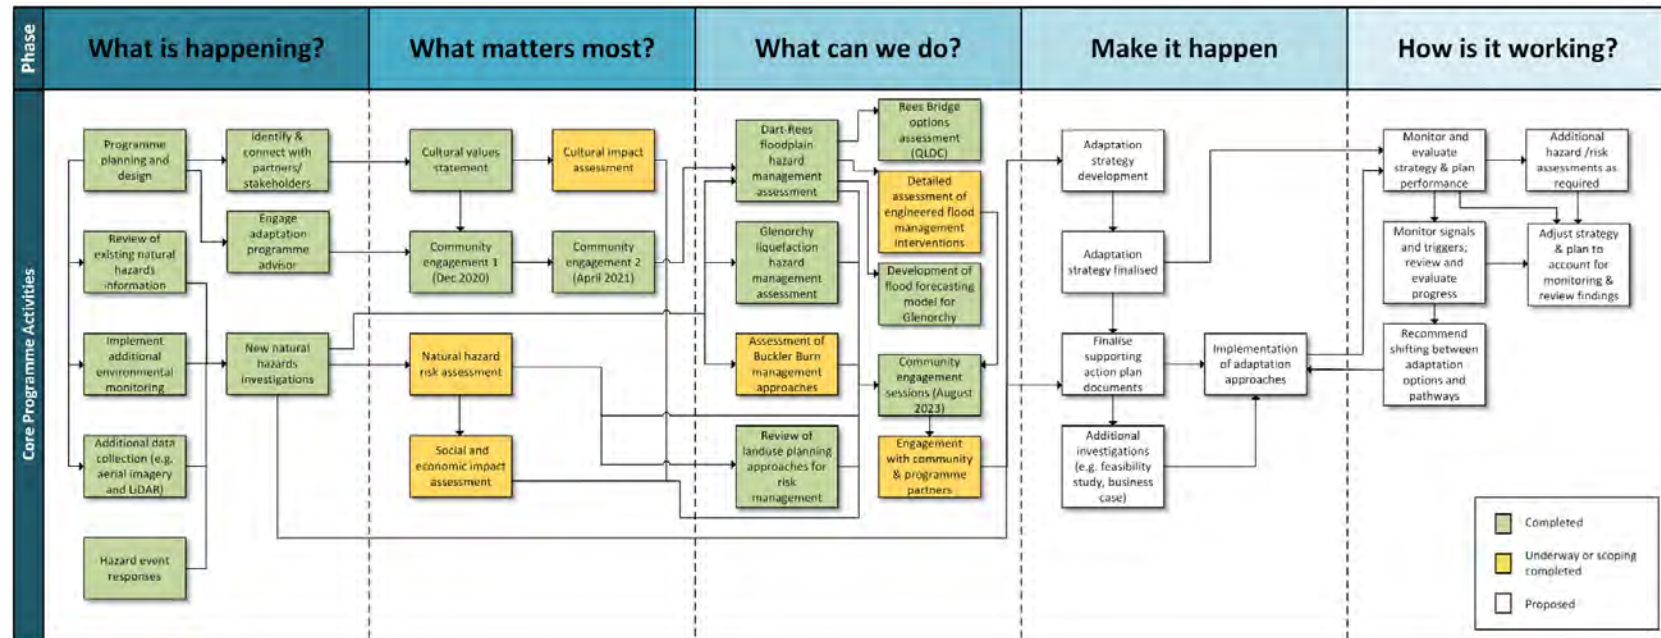 Phase
What is happening?
What matters most?
What can we do?
Make it happen
How is it working?
Core Programme Activities
Programme
planning and
design
Identify &
connect with
partners/
stakeholders
Engage
adaptation
programme
advisor
Review of
existing natural
hazards
information
Implement
additional
environmental
monitoring
New natural
hazards
investigations
Additional data
collection (e.g.
aerial imagery
and LiDAR)
Hazard event
responses
Cultural values
statement
Cultural impact
assessment
Community
engagement 1
(Dec 2020)
Community
engagement 2
(April 2021)
Natural hazard
risk assessment
Social and
economic impact
assessment
Dart-Rees
floodplain
hazard
management
assessment
Rees Bridge
options
assessment
(QLDC)
Detailed
assessment of
engineered flood
management
interventions
Glenorchy
liquefaction
hazard
management
assessment
Development of
flood forecasting
model for
Glenorchy
Assessment of
Buckler Burn
management
approaches
Community
engagement
sessions (August
2023)
Review of
landuse planning
approaches for
risk
management
Engagement
with community
& programme
partners
Adaptation
strategy
development
Adaptation
strategy finalised
Finalise
supporting
action plan
documents
Implementation
of adaptation
approaches
Additional
investigations
(e.g. feasibility
study, business
case)
Monitor and
evaluate
strategy & plan
performance
Additional
hazard /risk
assessments as
required
Monitor signals
and triggers;
review and
evaluate
progress
Adjust strategy
& plan to
account for
monitoring &
review findings
Recommend
shifting between
adaptation
options and
pathways
Completed
Underway or scoping
completed
Proposed